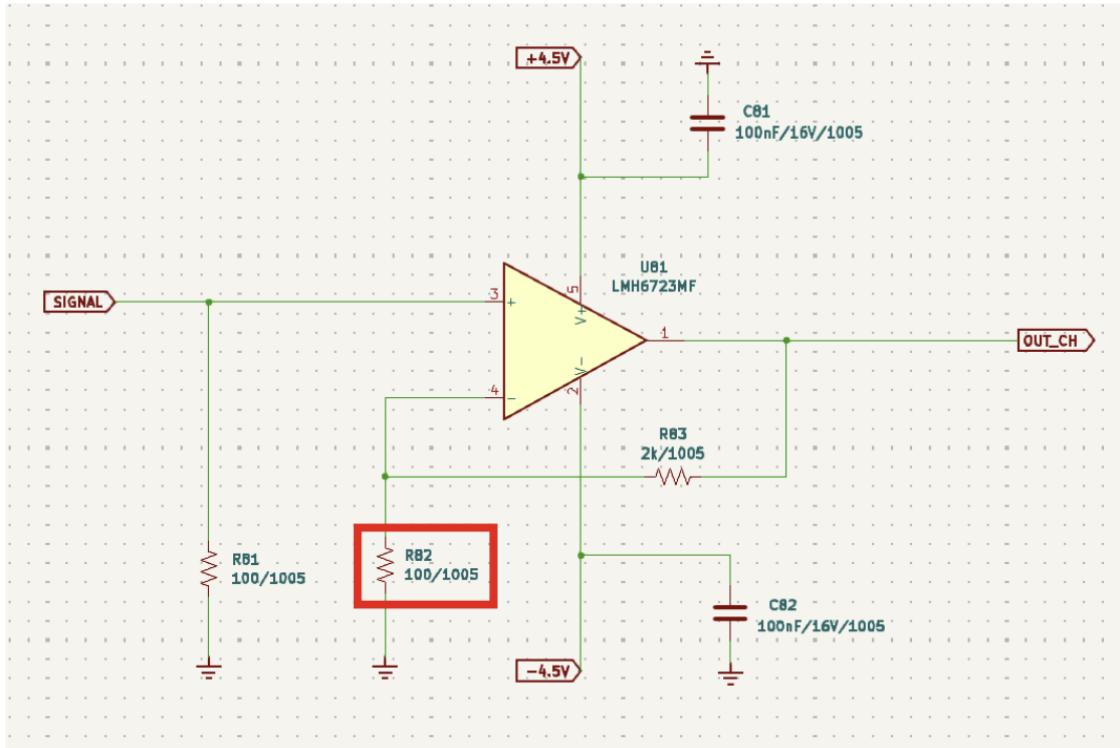 +4.5V
C81
100nF/16V/1005
U81
LMH6723MF
SIGNAL
3
+
5
V+
1
OUT_CH
4
-
V-
2
R83
2k/1005
R81
100/1005
R82
100/1005
C82
100nF/16V/1005
-4.5V